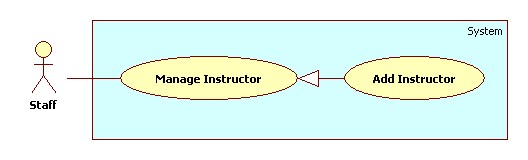 System
Manage Instructor
Add Instructor
Staff